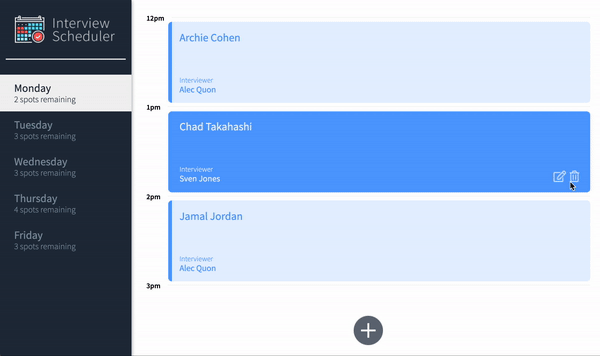 Interview
Scheduler
Monday
2 spots remaining
Tuesday
3 spots remaining
Wednesday
3 spots remaining
Thursday
4 spots remaining
Friday
3 spots remaining
12pm
Archie Cohen
Interviewer
Alec Quon
1pm
Chad Takahashi
Interviewer
Sven Jones
2pm
Jamal Jordan
Interviewer
Alec Quon
3pm